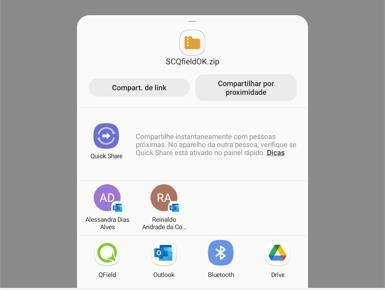 SCQfieldOK.zip
Compart. de link
Compartilhar por
proximidade
Compartilhe instantaneamente com pessoas
próximas. No aparelho da outra pessoa, verifique se
Quick Share está ativado no painel rápido. Dicas
Quick Share
AD
RA
Alessandra Dias
Alves
Reinaldo
Andrade da Co...
QField
Outlook
Bluetooth
Drive